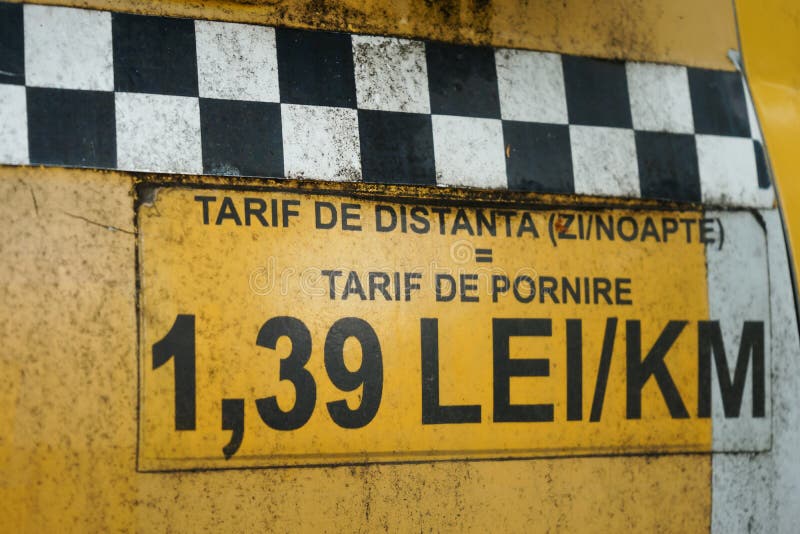 TARIF DE DISTANTA (ZI/NOAPTE)
=
TARIF DE PORNIRE
1,39 LEI/KM